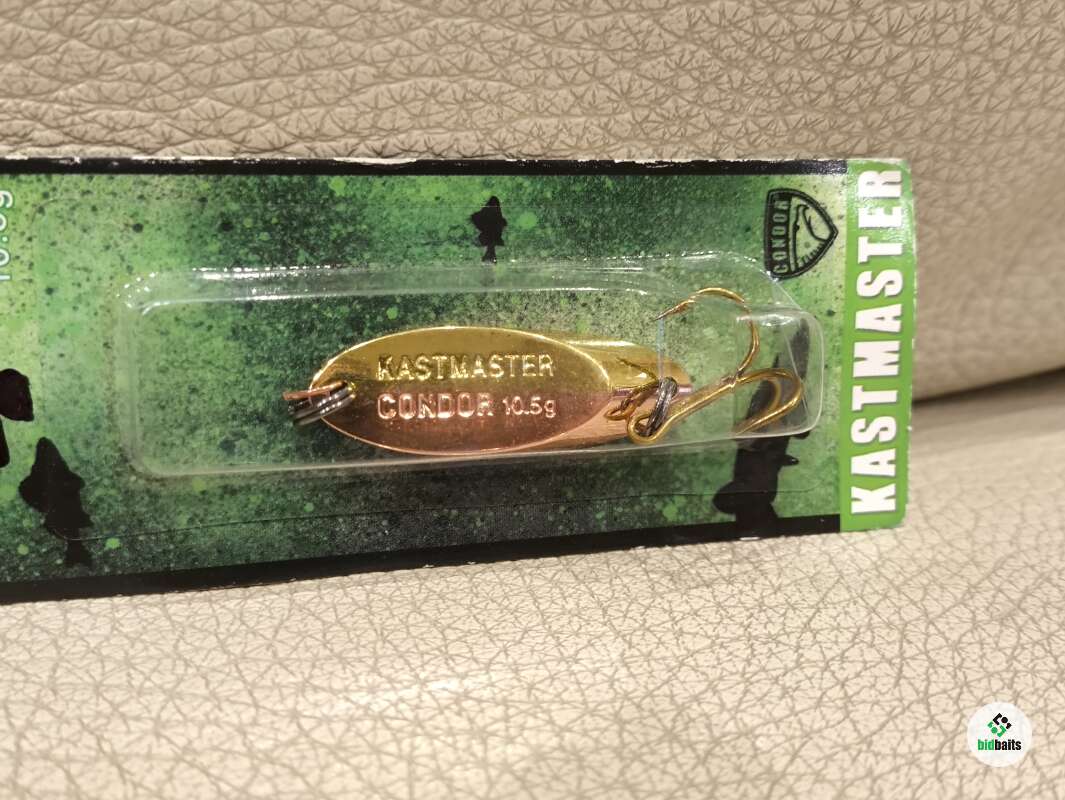 KASTMASTER
CONDOR 10.5g
CONDOR
KASTMASTER
bidbaits